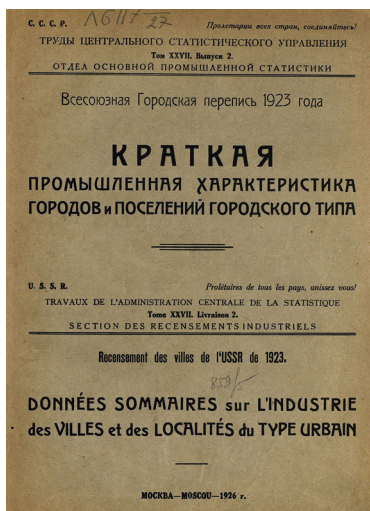 С. С. С. Р. Пролетарии всех стран, соединяйтесь!
ТРУДЫ ЦЕНТРАЛЬНОГО СТАТИСТИЧЕСКОГО УПРАВЛЕНИЯ
Том XXVII. Выпуск 2.
ОТДЕЛ ОСНОВНОЙ ПРОМЫШЛЕННОЙ СТАТИСТИКИ
Всесоюзная Городская перепись 1923 года
КРАТКАЯ
ПРОМЫШЛЕННАЯ ХАРАКТЕРИСТИКА
ГОРОДОВ и ПОСЕЛЕНИЙ ГОРОДСКОГО ТИПА
U. S. S. R. Prolétaires de tous les pays, unissez vous!
TRAVAUX DE L'ADMINISTRATION CENTRALE DE LA STATISTIQUE
Tome XXVII. Livraison 2.
SECTION DES RECENSEMENTS INDUSTRIELS
Recensement des villes de l'USSR de 1923.
DONNÉES SOMMAIRES sur L'INDUSTRIE
des VILLES et des LOCALITÉS du TYPE URBAIN
МОСКВА—MOSCOU—1926 г.